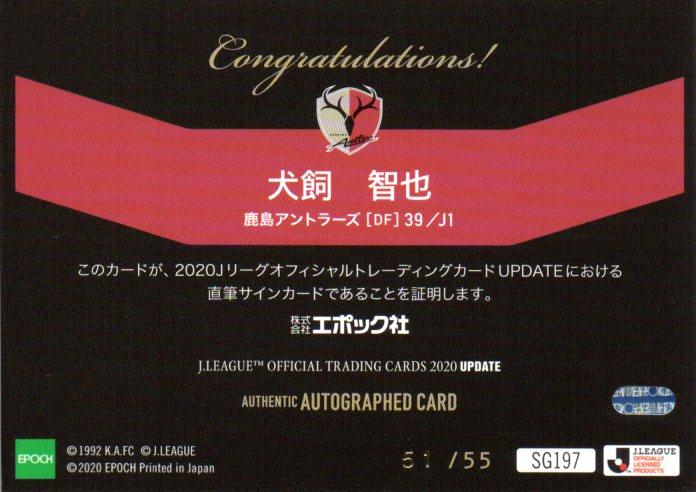 Congratulations!
Antlers
犬飼 智也
鹿島アントラーズ [DF] 39/J1
このカードが、2020JリーグオフィシャルトレーディングカードUPDATEにおける
直筆サインカードであることを証明します。
株式会社エポック社
J.LEAGUE™ OFFICIAL TRADING CARDS 2020 UPDATE
AUTHENTIC AUTOGRAPHED CARD
EPOCH
©1992 K.A.FC ©J.LEAGUE
©2020 EPOCH Printed in Japan
51 /55
SG197
J.LEAGUE
OFFICIALLY
LICENSED
PRODUCTS